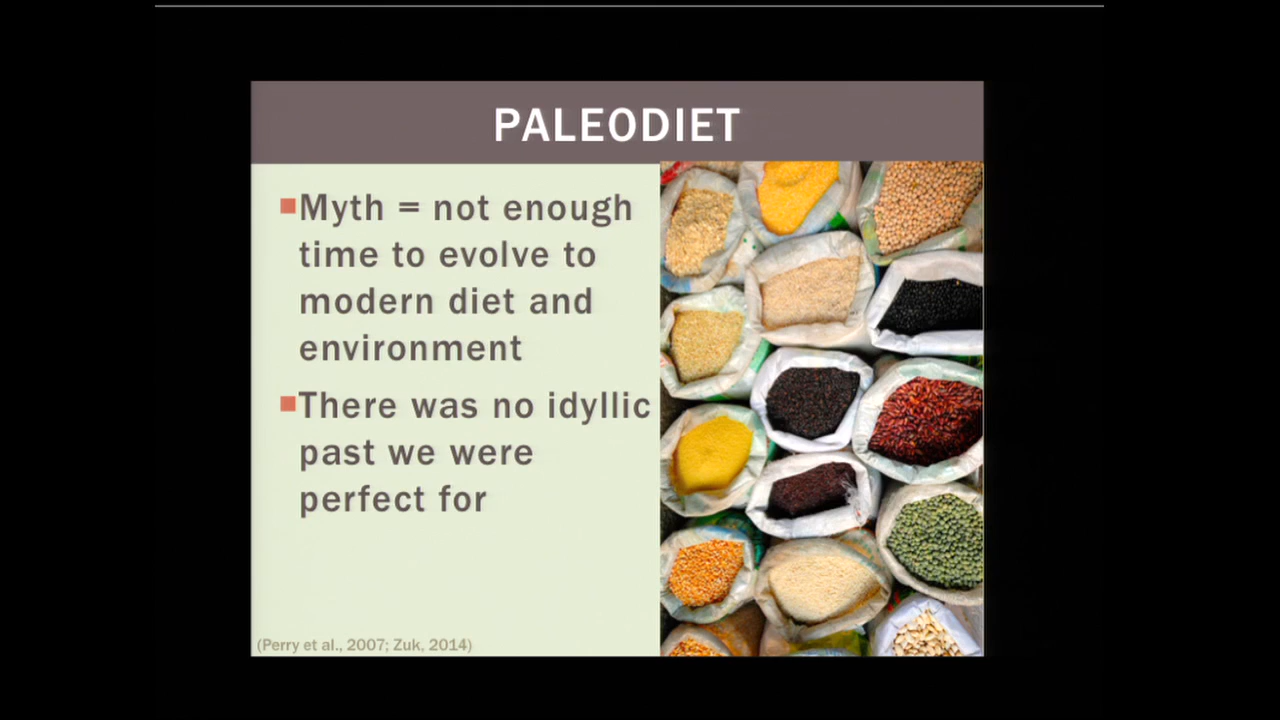 PALEODIET
Myth = not enough
time to evolve to
modern diet and
environment
There was no idyllic
past we were
perfect for
(Perry et al., 2007; Zuk, 2014)